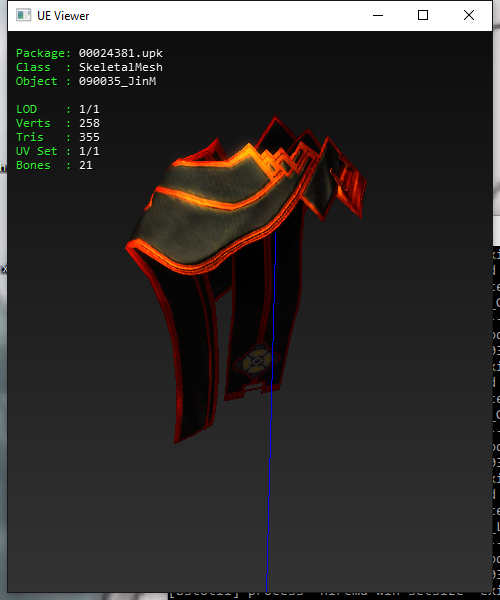 UE Viewer
Package: 00024381.upk
Class : SkeletalMesh
Object : 090035_JinM
LOD : 1/1
Verts : 258
Tris : 355
UV Set : 1/1
Bones : 21